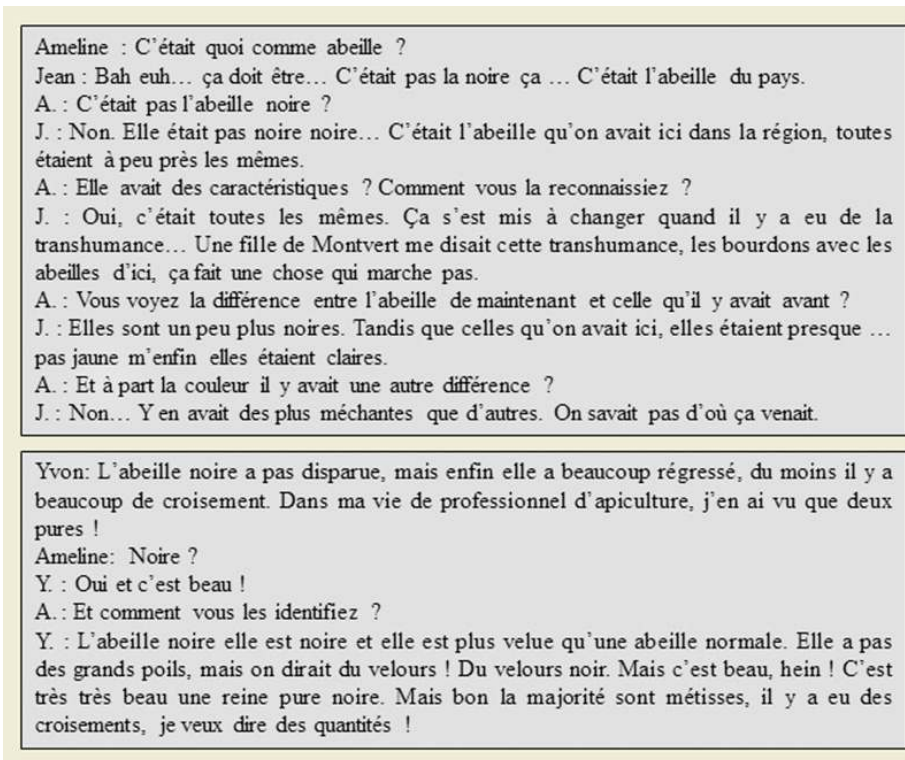 Ameline : C'était quoi comme abeille ?
Jean : Bah euh… ça doit être… C'était pas la noire ça … C'était l'abeille du pays.
A. : C'était pas l'abeille noire ?
J. : Non. Elle était pas noire noire… C'était l'abeille qu'on avait ici dans la région, toutes
étaient à peu près les mêmes.
A. : Elle avait des caractéristiques ? Comment vous la reconnaissiez ?
J. : Oui, c'était toutes les mêmes. Ça s'est mis à changer quand il y a eu de la
transhumance… Une fille de Montvert me disait cette transhumance, les bourdons avec les
abeilles d'ici, ça fait une chose qui marche pas.
A. : Vous voyez la différence entre l'abeille de maintenant et celle qu'il y avait avant ?
J. : Elles sont un peu plus noires. Tandis que celles qu'on avait ici, elles étaient presque …
pas jaune m'enfin elles étaient claires.
A. : Et à part la couleur il y avait une autre différence ?
J. : Non… Y en avait des plus méchantes que d'autres. On savait pas d'où ça venait.
Yvon: L'abeille noire a pas disparue, mais enfin elle a beaucoup régressé, du moins il y a
beaucoup de croisement. Dans ma vie de professionnel d'apiculture, j'en ai vu que deux
pures !
Ameline: Noire ?
Y. : Oui et c'est beau !
A. : Et comment vous les identifiez ?
Y. : L'abeille noire elle est noire et elle est plus velue qu'une abeille normale. Elle a pas
des grands poils, mais on dirait du velours ! Du velours noir. Mais c'est beau, hein ! C'est
très très beau une reine pure noire. Mais bon la majorité sont métisses, il y a eu des
croisements, je veux dire des quantités !